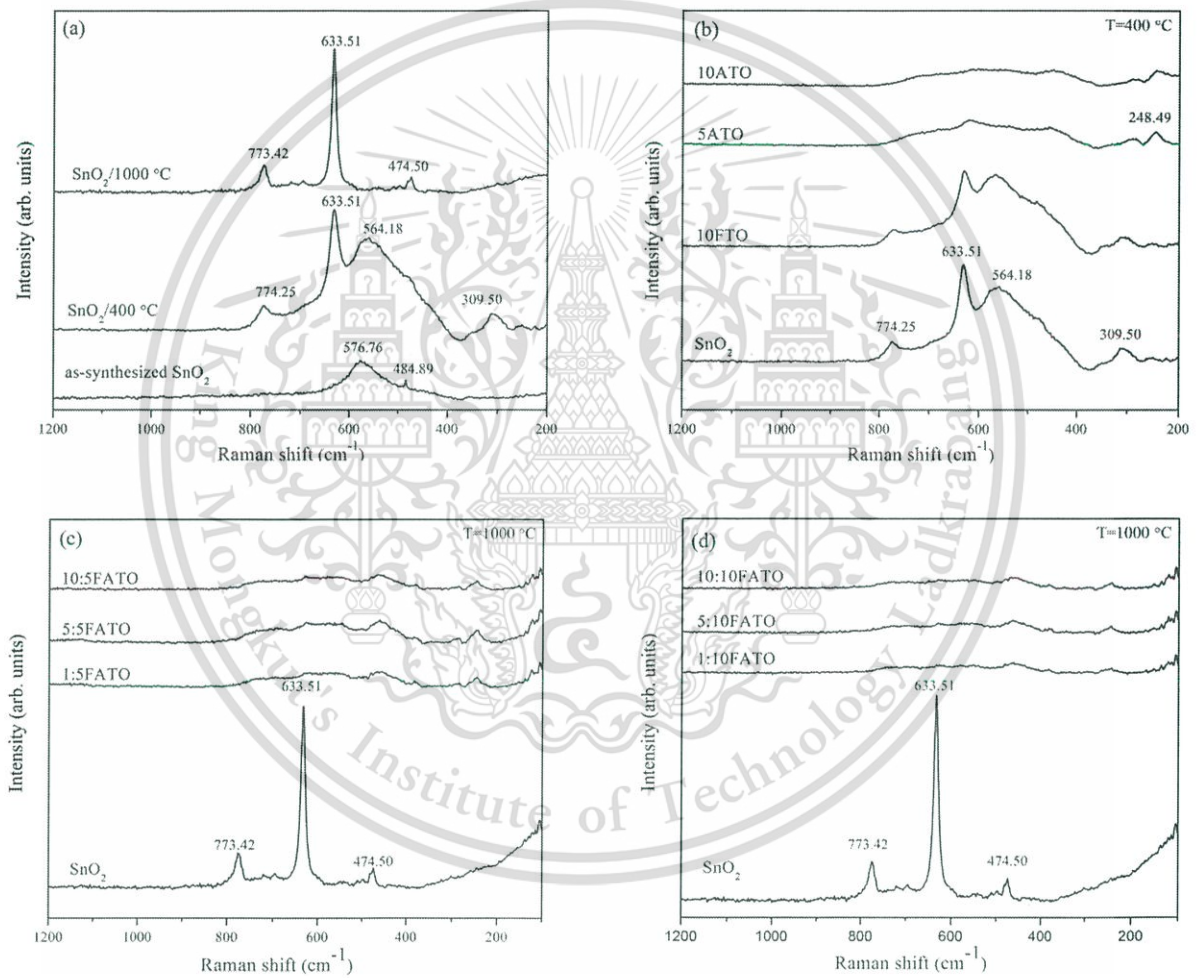 (a)
633.51
773.42
474.50
SnO2/1000 °C
633.51
564.18
774.25
309.50
SnO2/400 °C
576.76
484.89
as-synthesized SnO2
Intensity (arb. units)
1200 1000 800 600 400 200
Raman shift (cm-1)
(b)
T=400 °C
10ATO
5ATO
248.49
10FTO
633.51
564.18
774.25
309.50
SnO2
Intensity (arb. units)
1200 1000 800 600 400 200
Raman shift (cm-1)
(c)
T=1000 °C
10:5FATO
5:5FATO
1:5FATO
633.51
773.42
474.50
SnO2
Intensity (arb. units)
1200 1000 800 600 400 200
Raman shift (cm-1)
(d)
T=1000 °C
10:10FATO
5:10FATO
1:10FATO
633.51
773.42
474.50
SnO2
Intensity (arb. units)
1200 1000 800 600 400 200
Raman shift (cm-1)
King Mongkut's Institute of Technology Ladkrabang